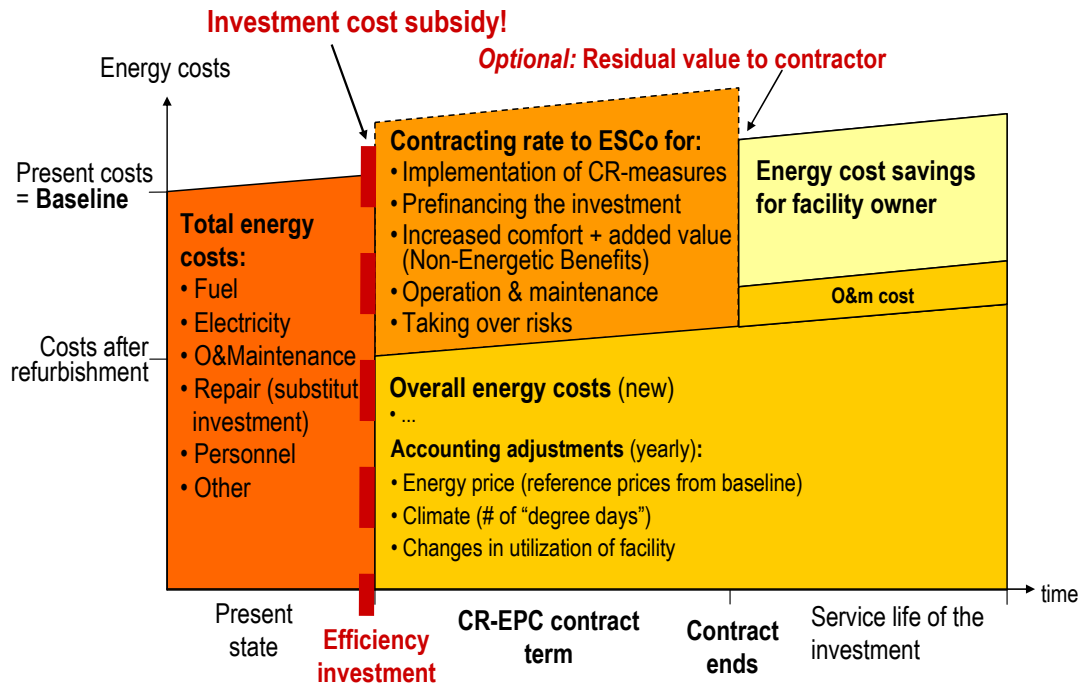 Investment cost subsidy!
Optional: Residual value to contractor
Energy costs
Present costs
= Baseline
Costs after
refurbishment
Total energy
costs:
• Fuel
• Electricity
• O&Maintenance
• Repair (substitut
investment)
• Personnel
• Other
Contracting rate to ESCo for:
• Implementation of CR-measures
• Prefinancing the investment
• Increased comfort + added value
(Non-Energetic Benefits)
• Operation & maintenance
• Taking over risks
Energy cost savings
for facility owner
O&m cost
Overall energy costs (new)
• ...
Accounting adjustments (yearly):
• Energy price (reference prices from baseline)
• Climate (# of “degree days”)
• Changes in utilization of facility
time
Present
state
Efficiency
investment
CR-EPC contract
term
Contract
ends
Service life of the
investment